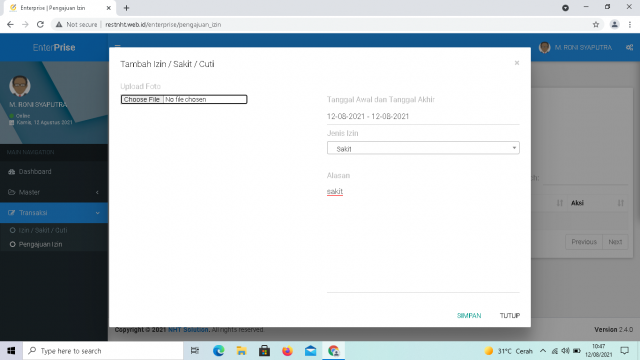 Enterprise | Pengajuan Izin
Not secure | restnht.web.id/enterprise/pengajuan_izin
EnterPrise
M. RONI SYAPUTRA
M. RONI SYAPUTRA
Online
Kamis, 12 Agustus 2021
MAIN NAVIGATION
Dashboard
Master
Transaksi
Izin / Sakit / Cuti
Pengajuan Izin
Tambah Izin / Sakit / Cuti
×
Upload Foto
Choose File No file chosen
Tanggal Awal dan Tanggal Akhir
12-08-2021 - 12-08-2021
Jenis Izin
Sakit
Alasan
sakit
SIMPAN TUTUP
Aksi
Previous Next
Copyright © 2021 NHT Solution. All rights reserved
Version 2.4.0
Type here to search
31°C Cerah
10:47
12/08/2021